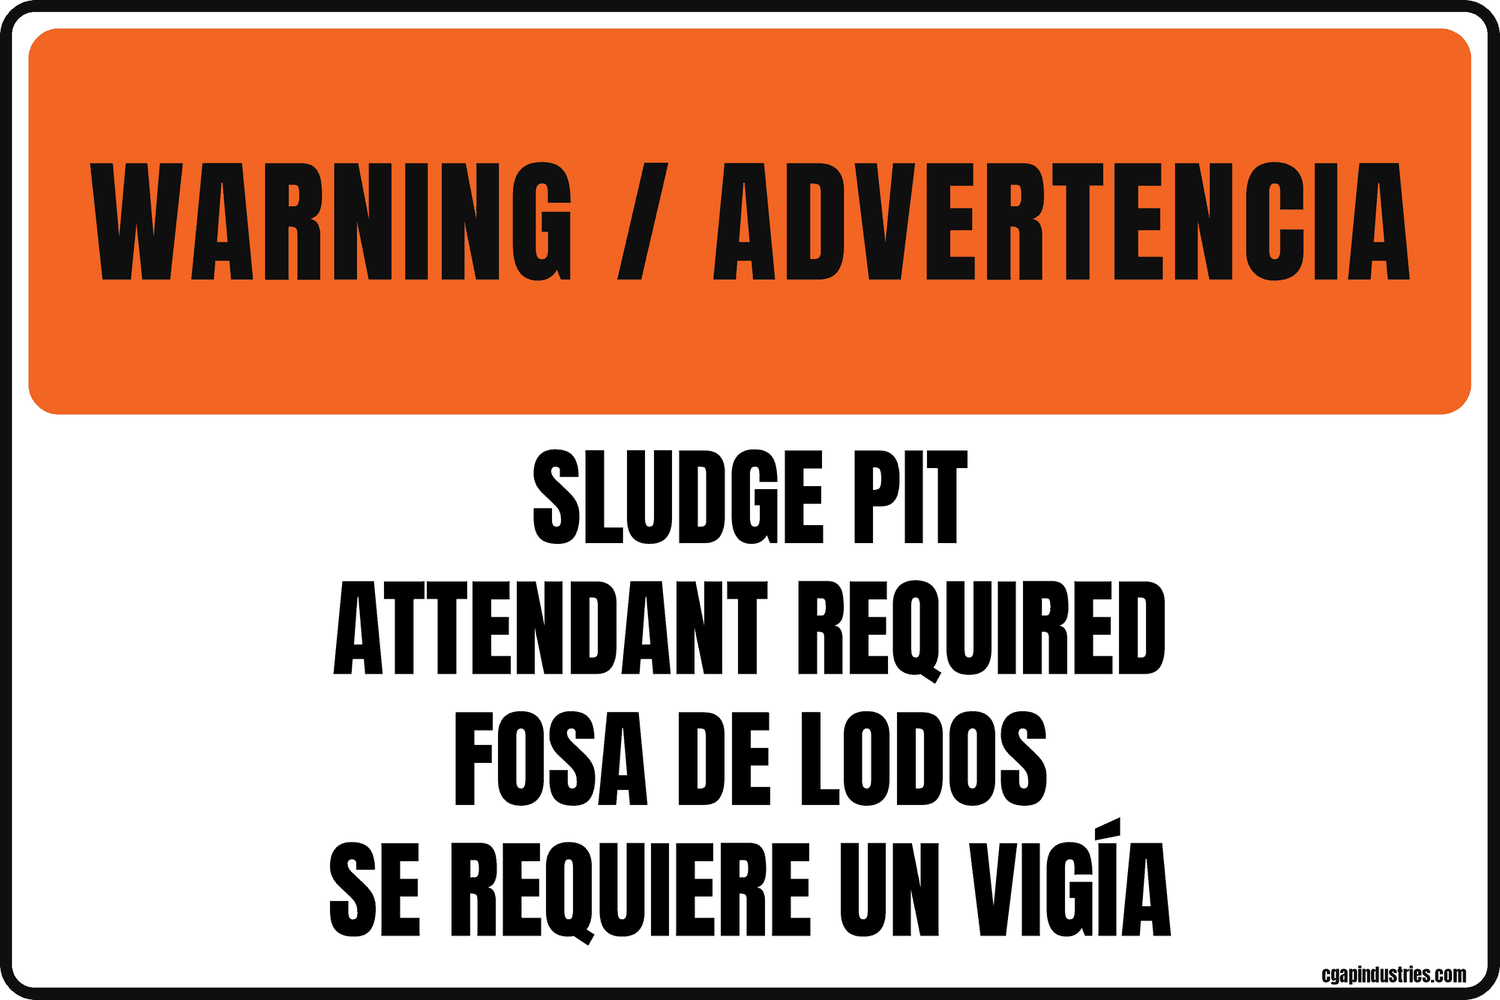 WARNING / ADVERTENCIA
SLUDGE PIT
ATTENDANT REQUIRED
FOSA DE LODOS
SE REQUIERE UN VIGÍA
cgapindustries.com